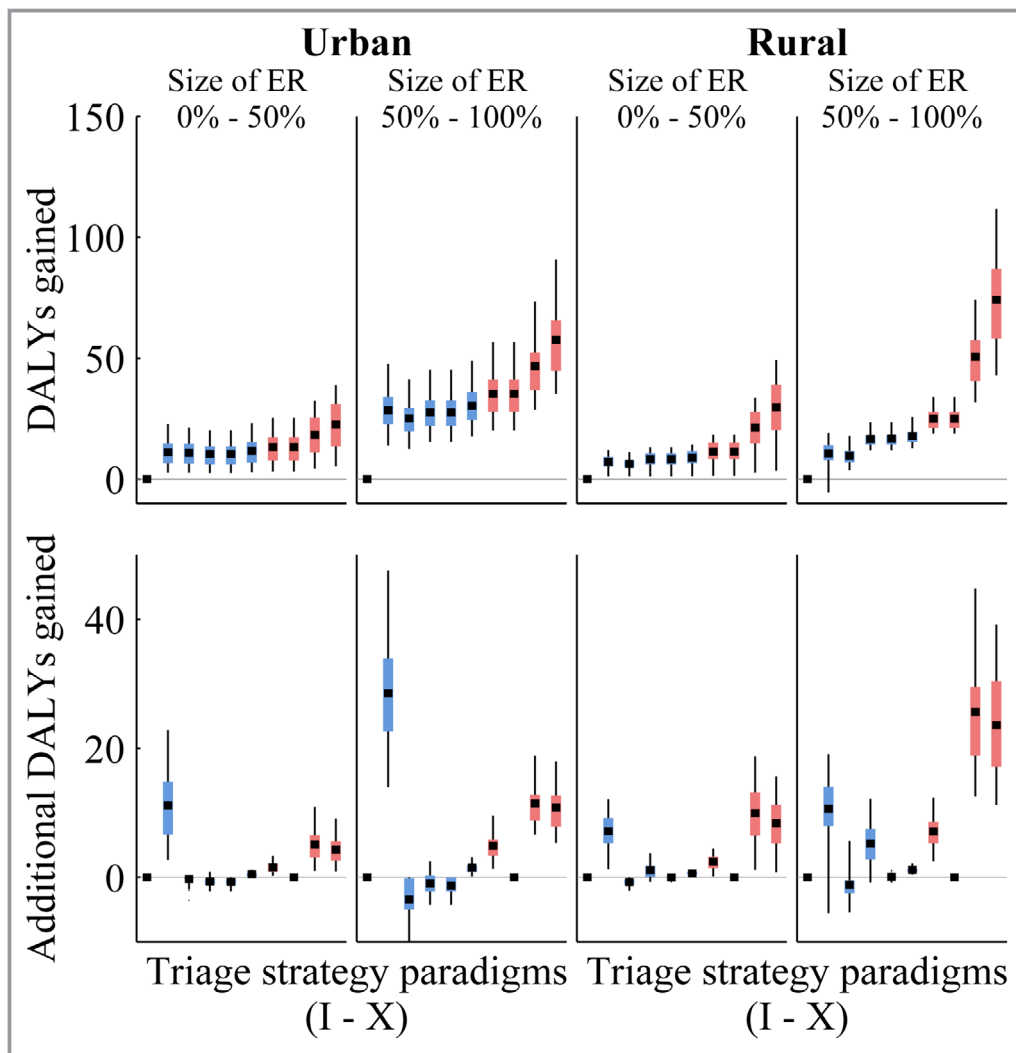 Urban
Rural
Size of ER
0% - 50%
Size of ER
50% - 100%
Size of ER
0% - 50%
Size of ER
50% - 100%
DALYs gained
150
100
50
0
Additional DALYs gained
40
20
0
Triage strategy paradigms
(I - X)
Triage strategy paradigms
(I - X)